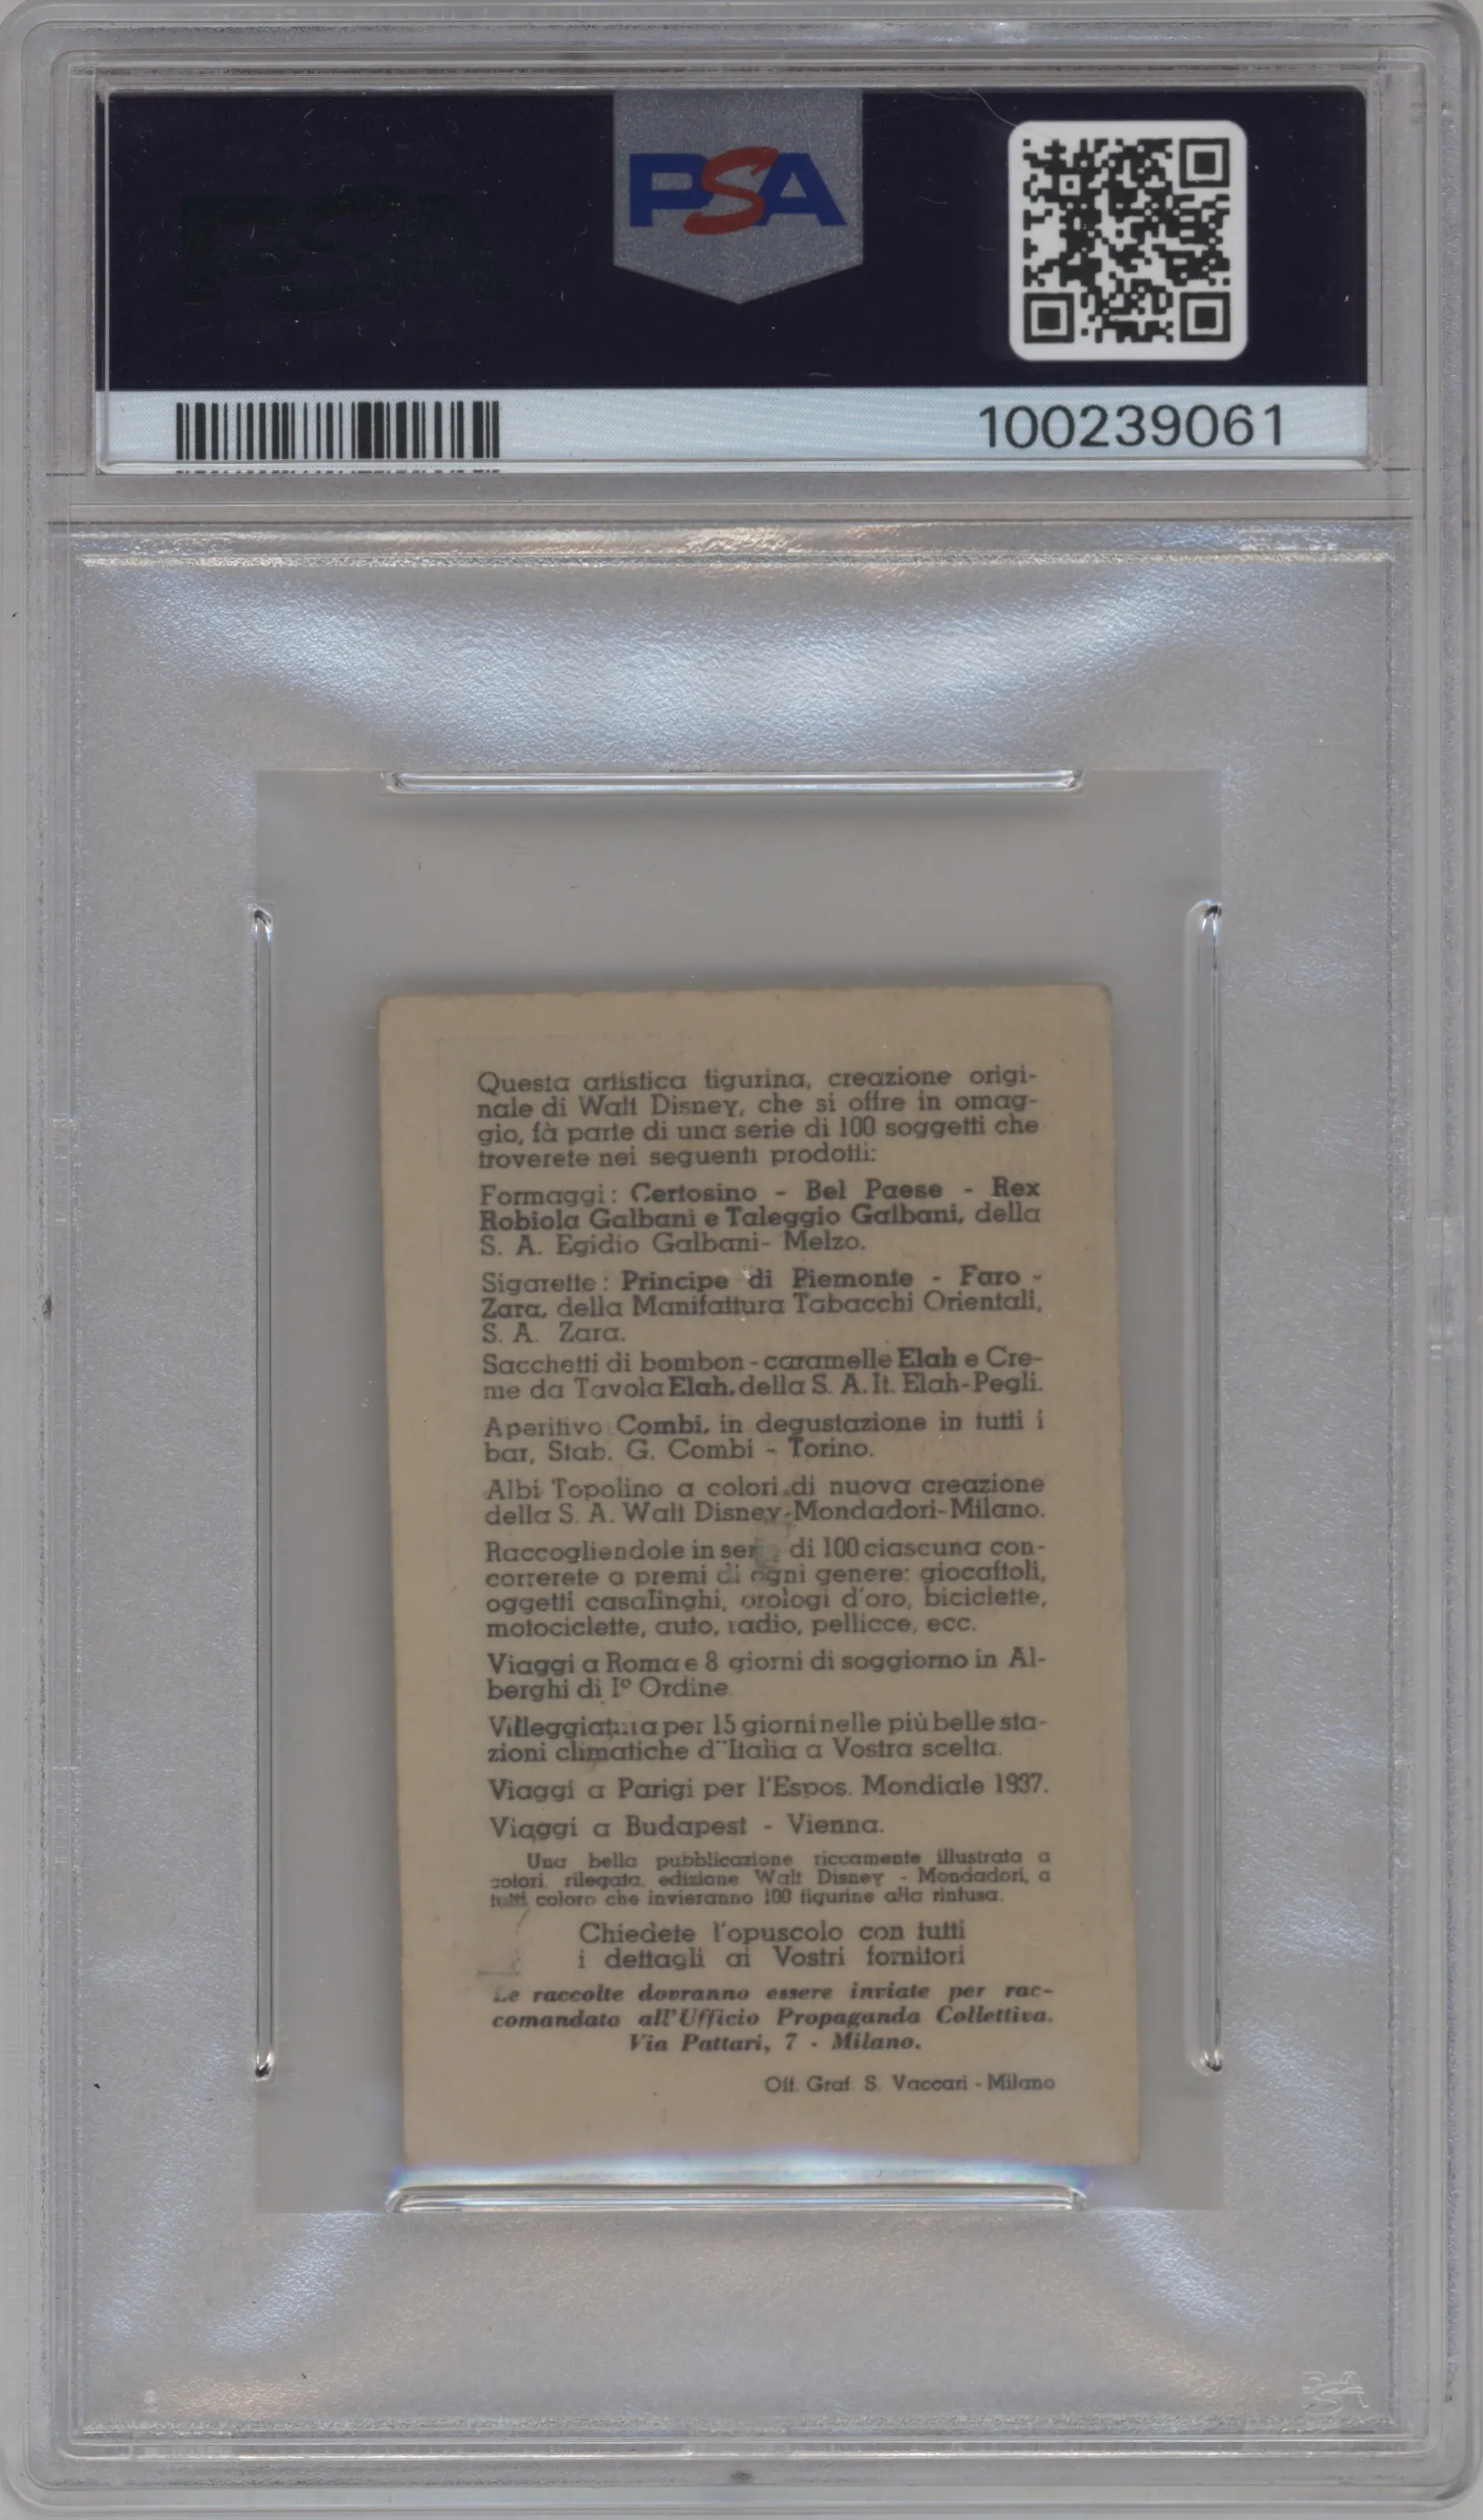 PSA
100239061
Questa artistica figurina, creazione origi-
nale di Walt Disney, che si offre in omag-
gio, fà parte di una serie di 100 soggetti che
troverete nei seguenti prodotti:
Formaggi: Certosino - Bel Paese - Rex
Robiola Galbani e Taleggio Galbani, della
S. A. Egidio Galbani- Melzo.
Sigarette: Principe di Piemonte - Faro -
Zara, della Manifattura Tabacchi Orientali,
S. A. Zara.
Sacchetti di bombon - caramelle Elah e Cre-
me da Tavola Elah, della S. A. It. Elah-Pegli.
Aperitivo Combi, in degustazione in tutti i
bar, Stab. G. Combi - Torino.
Albi Topolino a colori di nuova creazione
della S. A. Walt Disney-Mondadori-Milano.
Raccogliendole in di 100 ciascuna con-
correrete a premi di ogni genere: giocattoli,
oggetti casalinghi, orologi d'oro, biciclette,
motociclette, auto, radio, pellicce, ecc.
Viaggi a Roma e 8 giorni di soggiorno in Al-
berghi di I° Ordine.
Villeggiatura per 15 giorni nelle più belle sta-
zioni climatiche d'Italia a Vostra scelta.
Viaggi a Parigi per l'Espos. Mondiale 1937.
Viaggi a Budapest - Vienna.
Una bella pubblicazione riccamente illustrata a
colori, rilegata, edizione Walt Disney - Mondadori, a
tutti coloro che invieranno 100 figurine alla rinfusa.
Chiedete l'opuscolo con tutti
i dettagli ai Vostri fornitori
Le raccolte dovranno essere inviate per rac-
comandata all'Ufficio Propaganda Collettiva.
Via Pattari, 7 - Milano.
Off. Graf. S. Vaccari - Milano
PSA